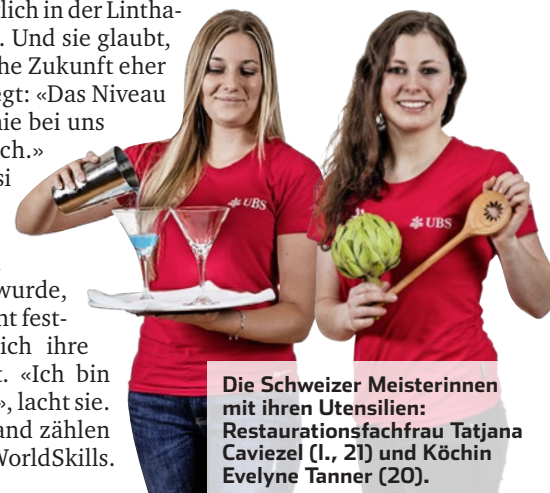 lich in der Lintha-
. Und sie glaubt,
che Zukunft eher
egt: «Das Niveau
nie bei uns
ch.»
si
wurde,
nt fest-
ich ihre
t. «Ich bin
», lacht sie.
and zählen
WorldSkills.
UBS
UBS
Die Schweizer Meisterinnen
mit ihren Utensilien:
Restaurationsfachfrau Tatjana
Caviezel (l., 21) und Köchin
Evelyne Tanner (20).